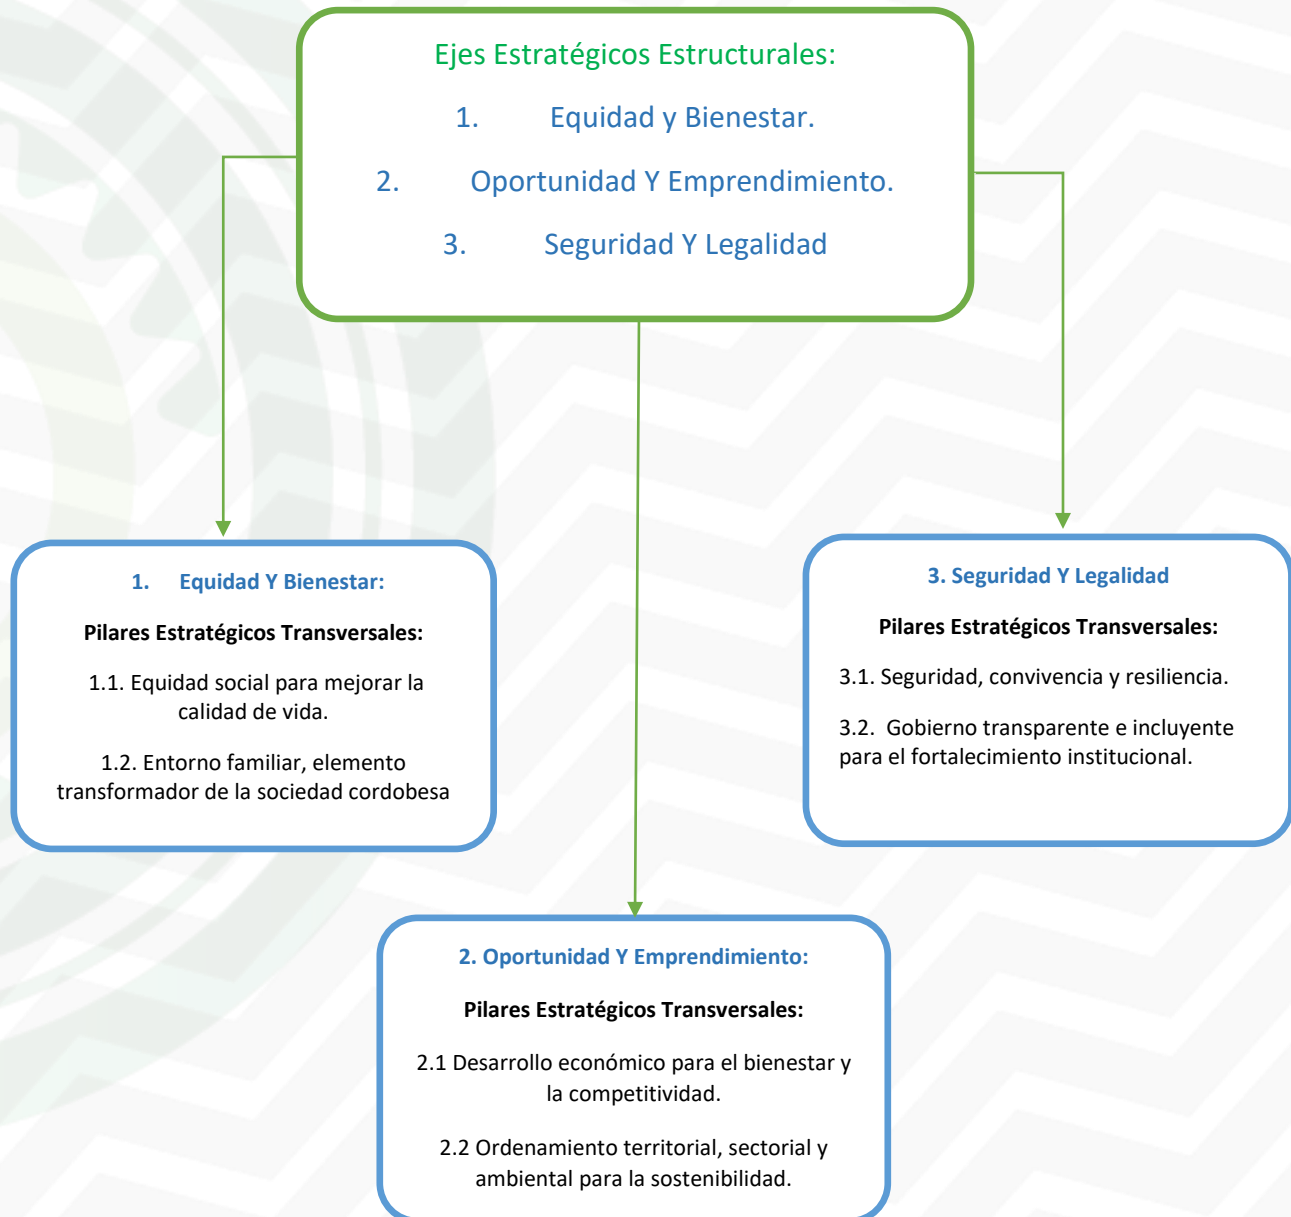 Ejes Estratégicos Estructurales:
1. Equidad y Bienestar.
2. Oportunidad Y Emprendimiento.
3. Seguridad Y Legalidad
1. Equidad Y Bienestar:
Pilares Estratégicos Transversales:
1.1. Equidad social para mejorar la
calidad de vida.
1.2. Entorno familiar, elemento
transformador de la sociedad cordobesa
3. Seguridad Y Legalidad
Pilares Estratégicos Transversales:
3.1. Seguridad, convivencia y resiliencia.
3.2. Gobierno transparente e incluyente
para el fortalecimiento institucional.
2. Oportunidad Y Emprendimiento:
Pilares Estratégicos Transversales:
2.1 Desarrollo económico para el bienestar y
la competitividad.
2.2 Ordenamiento territorial, sectorial y
ambiental para la sostenibilidad.